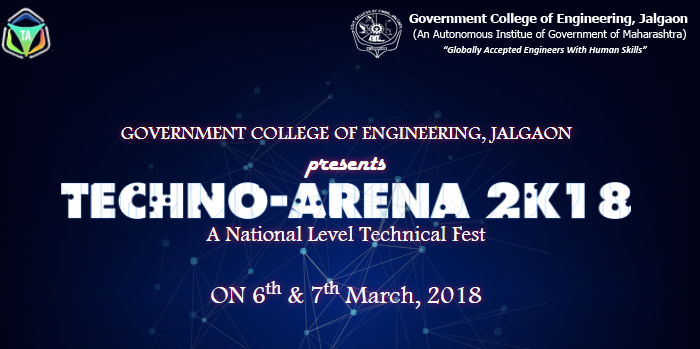 TA
Government College of Engineering, Jalgaon
(An Autonomous Institue of Government of Maharashtra)
"Globally Accepted Engineers With Human Skills"
GOVERNMENT COLLEGE OF ENGINEERING, JALGAON
presents
TECHNO-ARENA 2K18
A National Level Technical Fest
ON 6th & 7th March, 2018